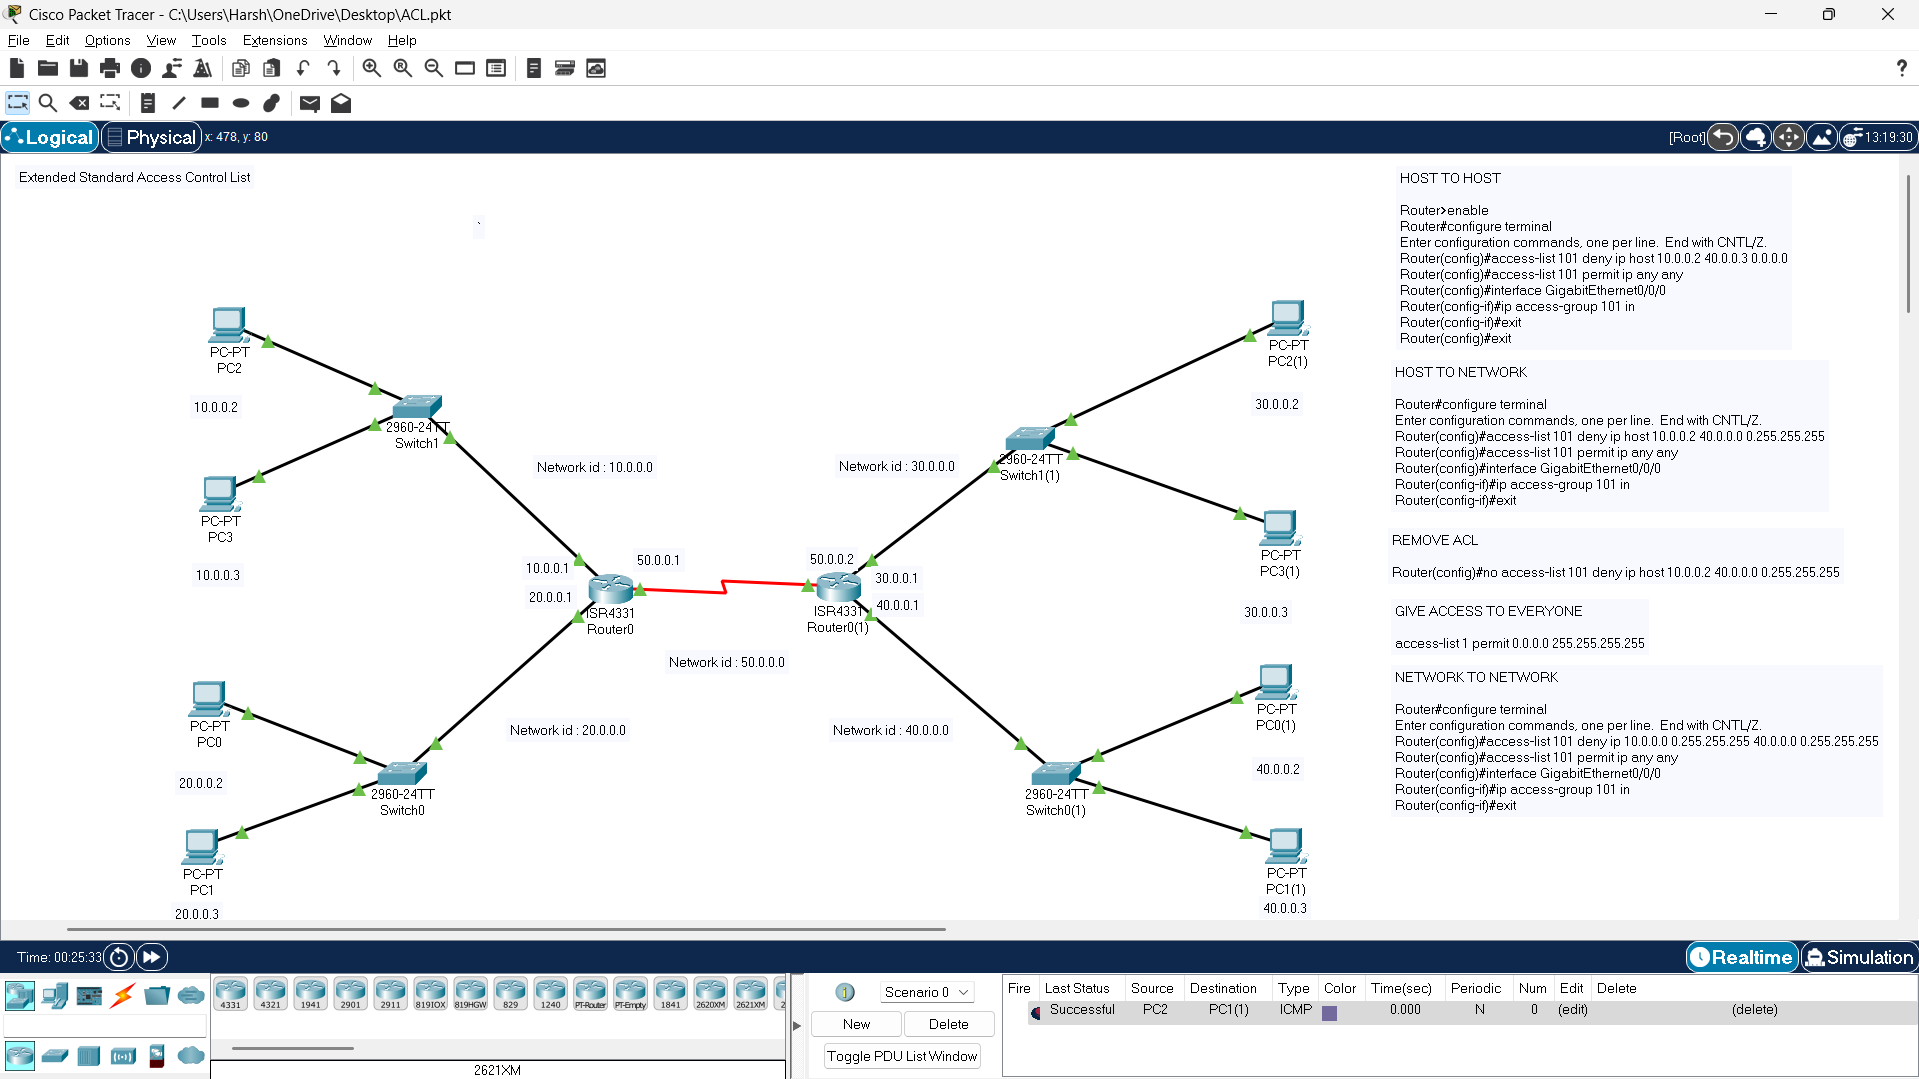 Cisco Packet Tracer - C:\Users\Harsh\OneDrive\Desktop\ACL.pkt
File Edit Options View Tools Extensions Window Help
?
Logical Physical x: 478, y: 80
[Root] 13:19:30
Extended Standard Access Control List
`
PC-PT
PC2
10.0.0.2
2960-24TT
Switch1
PC-PT
PC3
10.0.0.3
Network id : 10.0.0.0
10.0.0.1
20.0.0.1
50.0.0.1
ISR4331
Router0
PC-PT
PC0
20.0.0.2
2960-24TT
Switch0
PC-PT
PC1
20.0.0.3
Network id : 20.0.0.0
Network id : 50.0.0.0
Network id : 30.0.0.0
50.0.0.2
30.0.0.1
40.0.0.1
ISR4331
Router0(1)
2960-24TT
Switch1(1)
PC-PT
PC2(1)
30.0.0.2
PC-PT
PC3(1)
30.0.0.3
Network id : 40.0.0.0
2960-24TT
Switch0(1)
PC-PT
PC0(1)
40.0.0.2
PC-PT
PC1(1)
40.0.0.3
HOST TO HOST
Router>enable
Router#configure terminal
Enter configuration commands, one per line. End with CNTL/Z.
Router(config)#access-list 101 deny ip host 10.0.0.2 40.0.0.3 0.0.0.0
Router(config)#access-list 101 permit ip any any
Router(config)#interface GigabitEthernet0/0/0
Router(config-if)#ip access-group 101 in
Router(config-if)#exit
Router(config)#exit
HOST TO NETWORK
Router#configure terminal
Enter configuration commands, one per line. End with CNTL/Z.
Router(config)#access-list 101 deny ip host 10.0.0.2 40.0.0.0 0.255.255.255
Router(config)#access-list 101 permit ip any any
Router(config)#interface GigabitEthernet0/0/0
Router(config-if)#ip access-group 101 in
Router(config-if)#exit
REMOVE ACL
Router(config)#no access-list 101 deny ip host 10.0.0.2 40.0.0.0 0.255.255.255
GIVE ACCESS TO EVERYONE
access-list 1 permit 0.0.0.0 255.255.255.255
NETWORK TO NETWORK
Router#configure terminal
Enter configuration commands, one per line. End with CNTL/Z.
Router(config)#access-list 101 deny ip 10.0.0.0 0.255.255.255 40.0.0.0 0.255.255.255
Router(config)#access-list 101 permit ip any any
Router(config)#interface GigabitEthernet0/0/0
Router(config-if)#ip access-group 101 in
Router(config-if)#exit
Time: 00:25:33
Realtime Simulation
4331 4321 1941 2901 2911 819IOX 819HGW 829 1240 PT-Router PT-Empty 1841 2620XM 2621XM 2
2621XM
Scenario 0
New Delete
Toggle PDU List Window
Fire Last Status Source Destination Type Color Time(sec) Periodic Num Edit Delete
Successful PC2 PC1(1) ICMP 0.000 N 0 (edit) (delete)